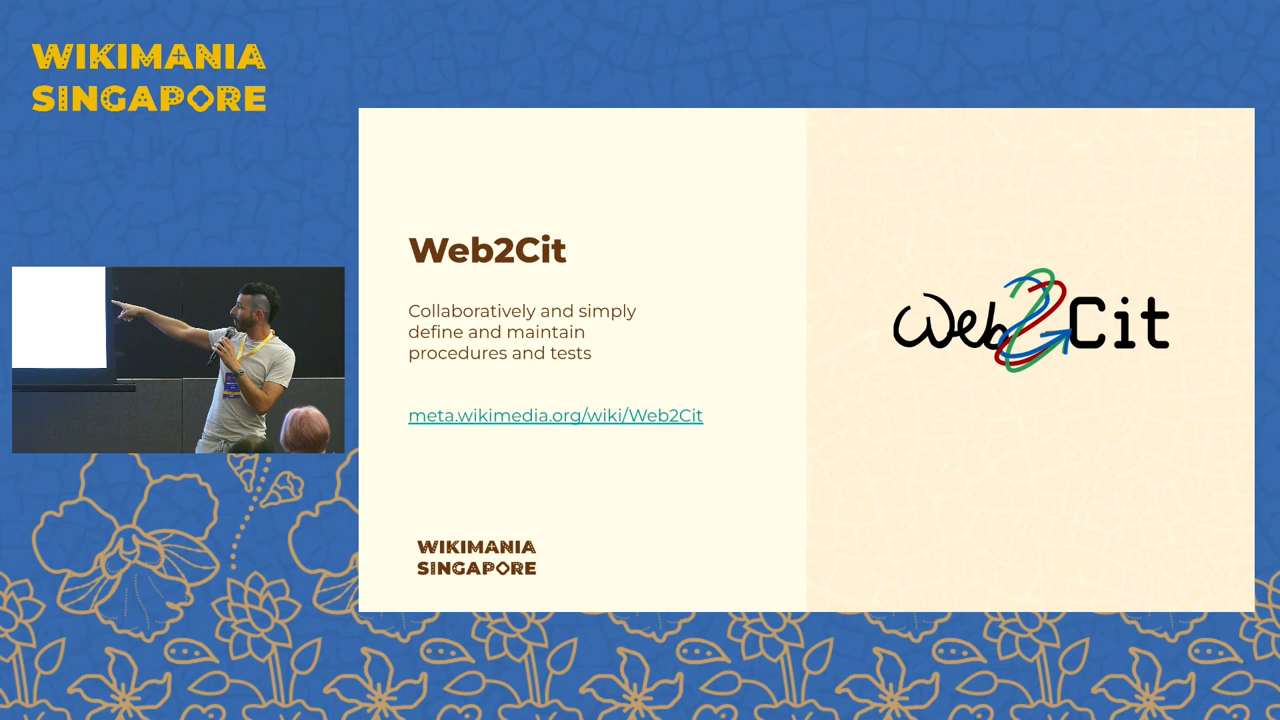 WIKIMANIA
SINGAPORE
Web2Cit
Collaboratively and simply
define and maintain
procedures and tests
meta.wikimedia.org/wiki/Web2Cit
WIKIMANIA
SINGAPORE
Web2Cit